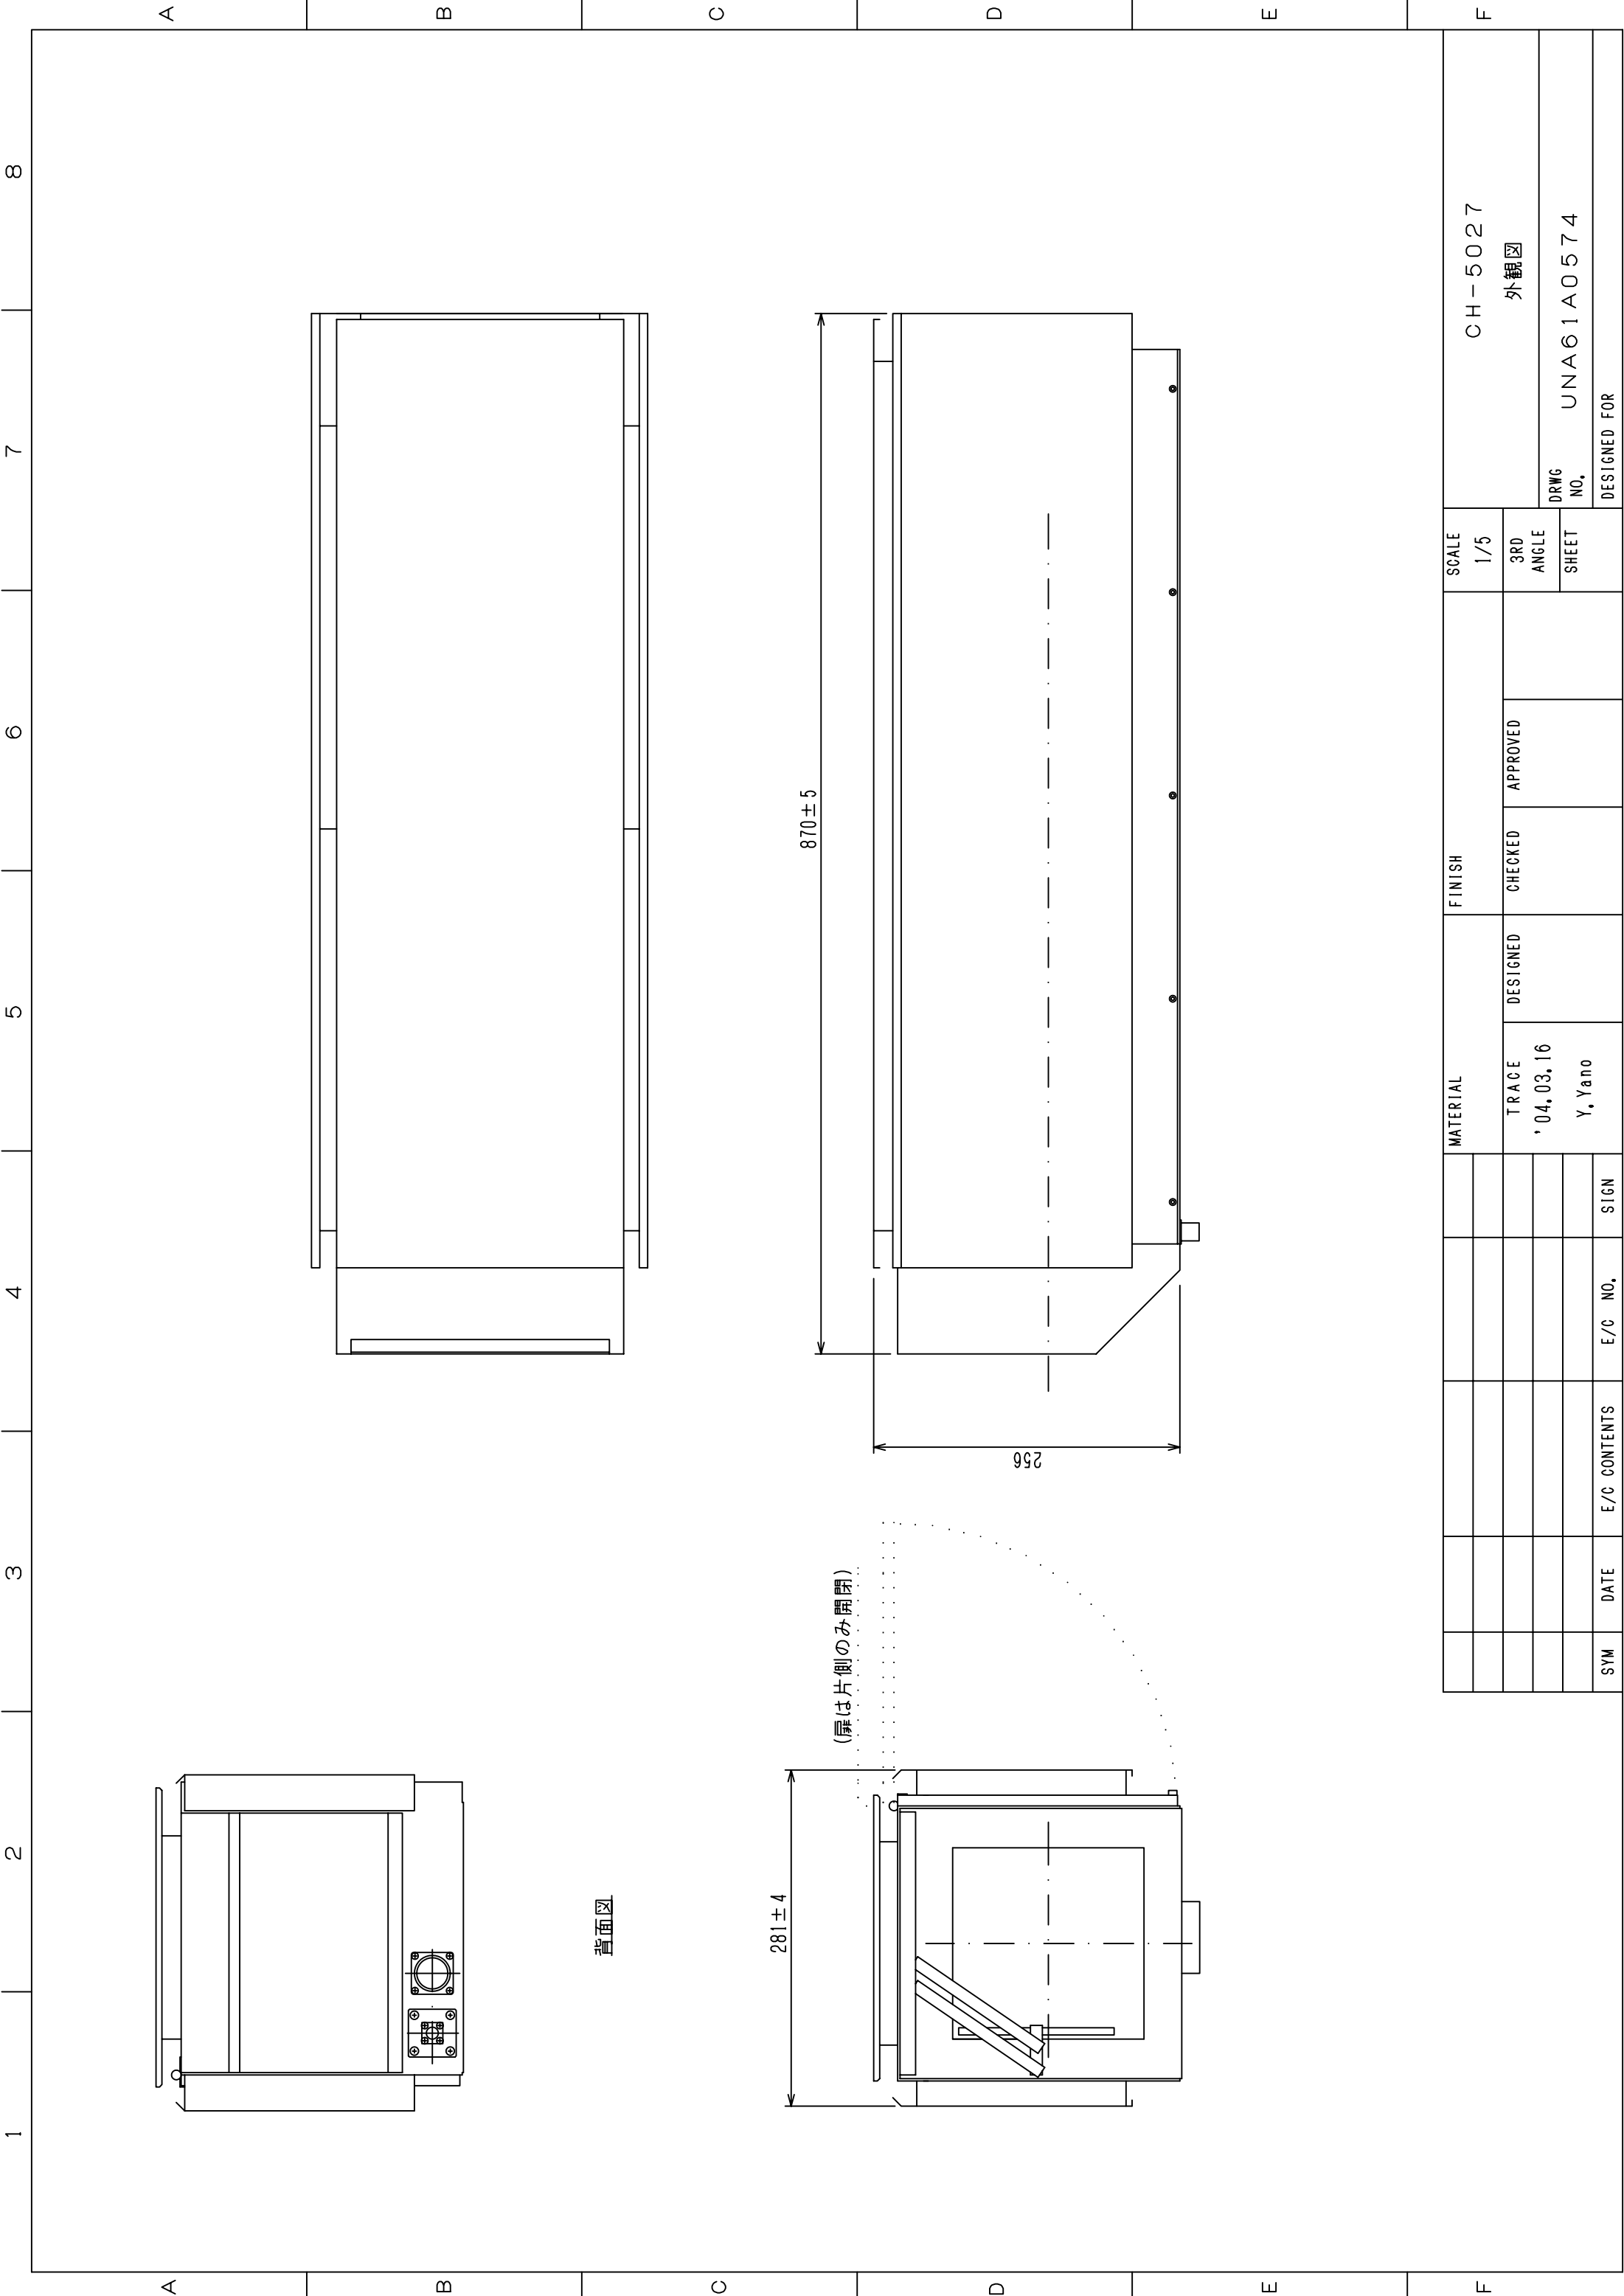 1 2 3 4 5 6 7 8
A A
B B
C C
D D
E E
F F
背面図
(扉は片側のみ開閉)
281±4
256
870±5
SYM DATE E/C CONTENTS E/C NO. SIGN
MATERIAL
FINISH
TRACE
'04.03.16
Y.Yano
DESIGNED
CHECKED
APPROVED
SCALE
1/5
3RD
ANGLE
SHEET
CH-5027
外観図
DRWG
NO.
UNA61A0574
DESIGNED FOR